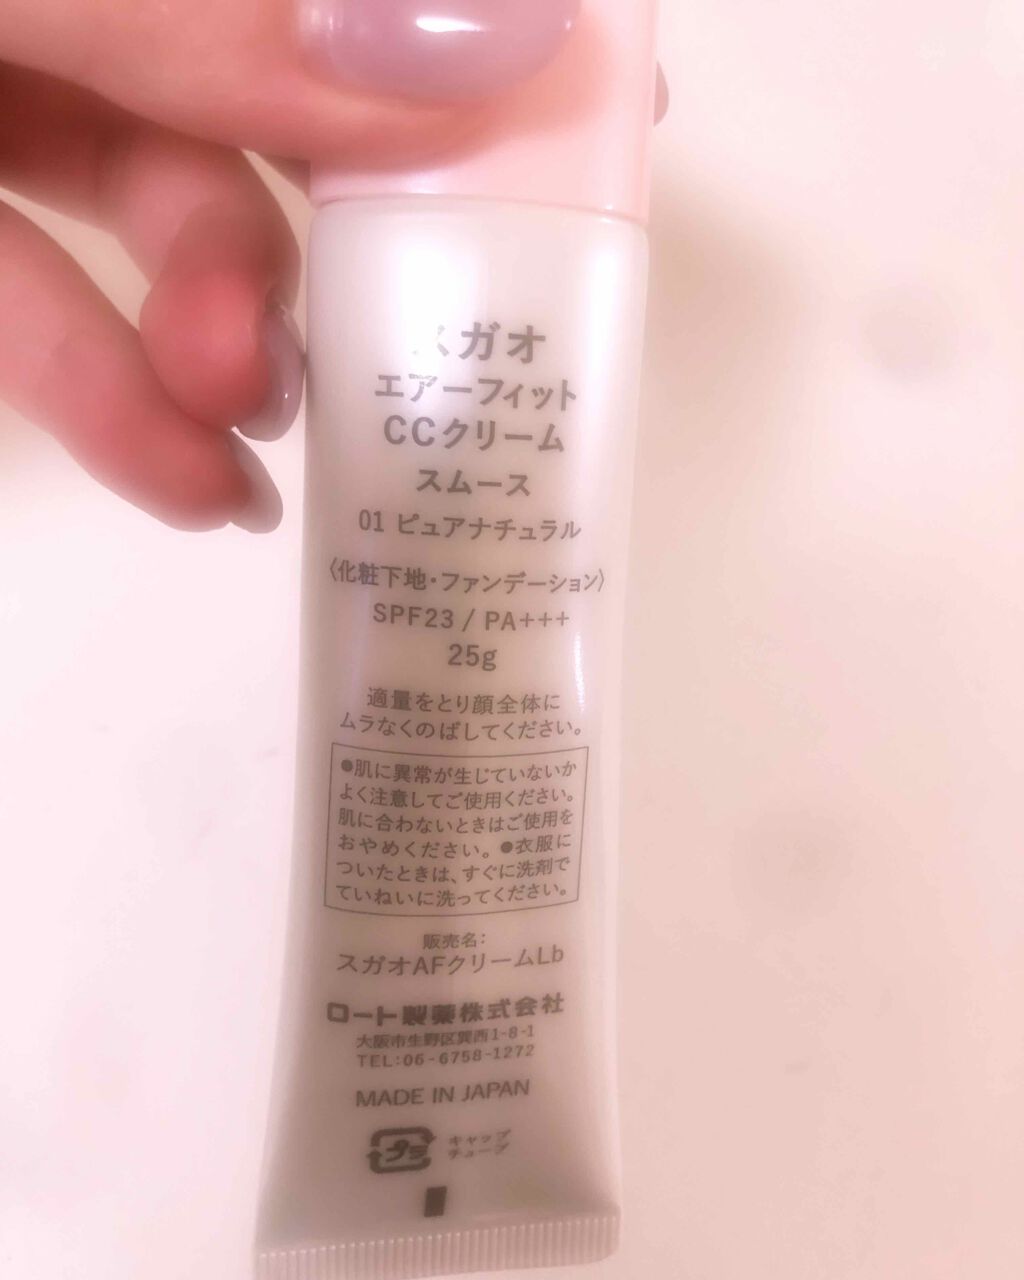 スガオ
エアーフィット
CCクリーム
スムース
01 ピュアナチュラル
〈化粧下地・ファンデーション〉
SPF23 / PA+++
25g
適量をとり顔全体に
ムラなくのばしてください。
●肌に異常が生じていないか
よく注意してご使用ください。
肌に合わないときはご使用を
おやめください。●衣服に
ついたときは、すぐに洗剤で
ていねいに洗ってください。
販売名：
スガオAFクリームLb
ロート製薬株式会社
大阪市生野区巽西1-8-1
TEL:06-6758-1272
MADE IN JAPAN
プラ
キャップ
チューブ